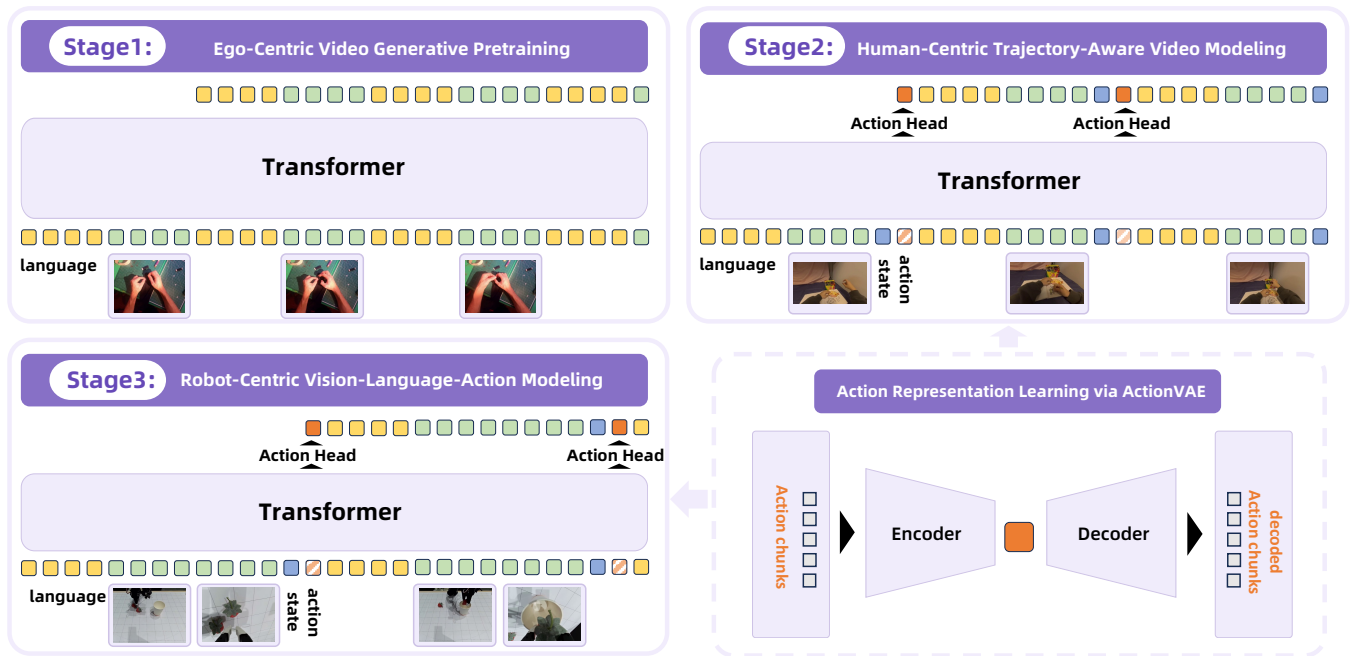 Stage1: Ego-Centric Video Generative Pretraining
Transformer
language
Stage2: Human-Centric Trajectory-Aware Video Modeling
Action Head
Action Head
Transformer
language
state
action
Stage3: Robot-Centric Vision-Language-Action Modeling
Action Head
Action Head
Transformer
language
state
action
Action Representation Learning via ActionVAE
Action chunks
Encoder
Decoder
decoded
Action chunks